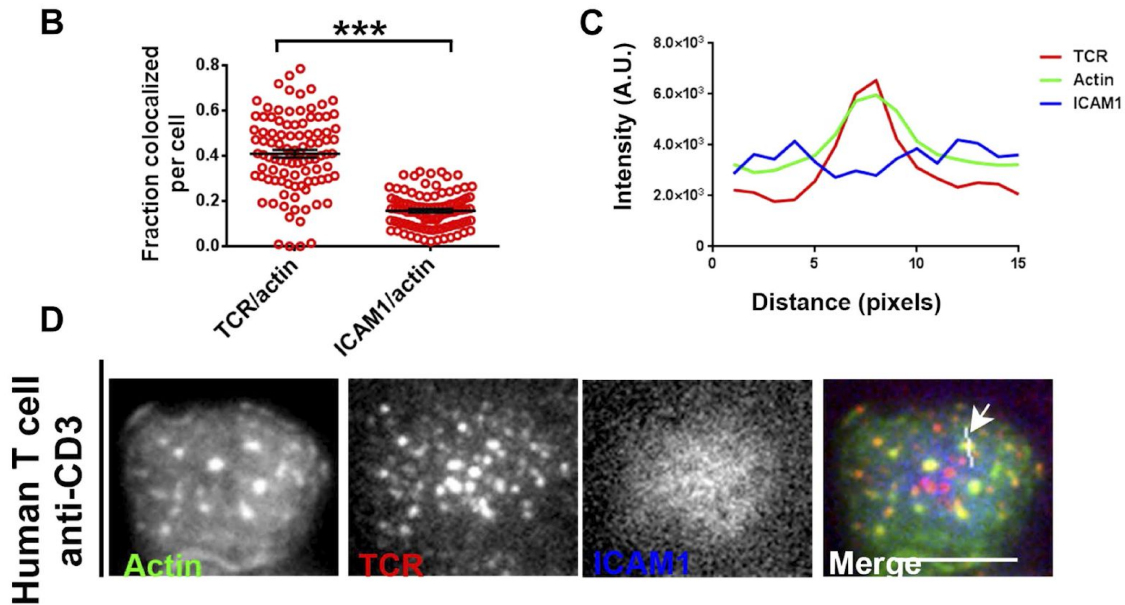 B
***
Fraction colocalized
per cell
0.8
0.6
0.4
0.2
0.0
TCR/actin
ICAM1/actin
C
Intensity (A.U.)
8.0×10³
6.0×10³
4.0×10³
2.0×10³
0
0
5
10
15
Distance (pixels)
TCR
Actin
ICAM1
D
Human T cell
anti-CD3
Actin
TCR
ICAM1
Merge